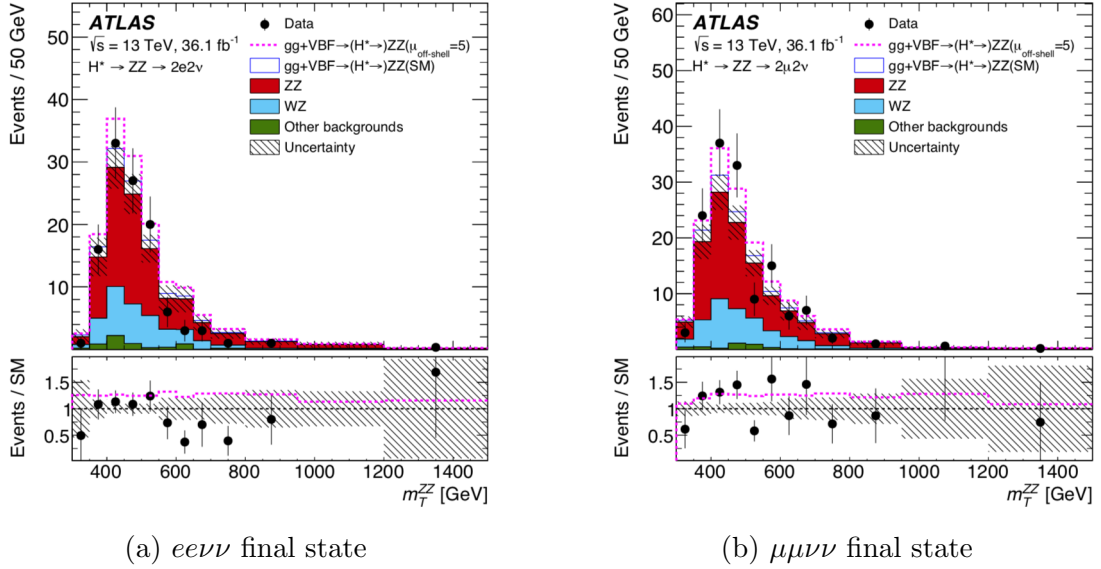 ATLAS
√s = 13 TeV, 36.1 fb⁻¹
H* → ZZ → 2e2ν
Data
gg+VBF→(H*→)ZZ(μ_off-shell=5)
gg+VBF→(H*→)ZZ(SM)
ZZ
WZ
Other backgrounds
Uncertainty
Events / 50 GeV
50
40
30
20
10
Events / SM
1.5
1
0.5
400 600 800 1000 1200 1400
m_T^ZZ [GeV]
(a) eeνν final state
ATLAS
√s = 13 TeV, 36.1 fb⁻¹
H* → ZZ → 2μ2ν
Data
gg+VBF→(H*→)ZZ(μ_off-shell=5)
gg+VBF→(H*→)ZZ(SM)
ZZ
WZ
Other backgrounds
Uncertainty
Events / 50 GeV
60
50
40
30
20
10
Events / SM
1.5
1
0.5
400 600 800 1000 1200 1400
m_T^ZZ [GeV]
(b) μμνν final state